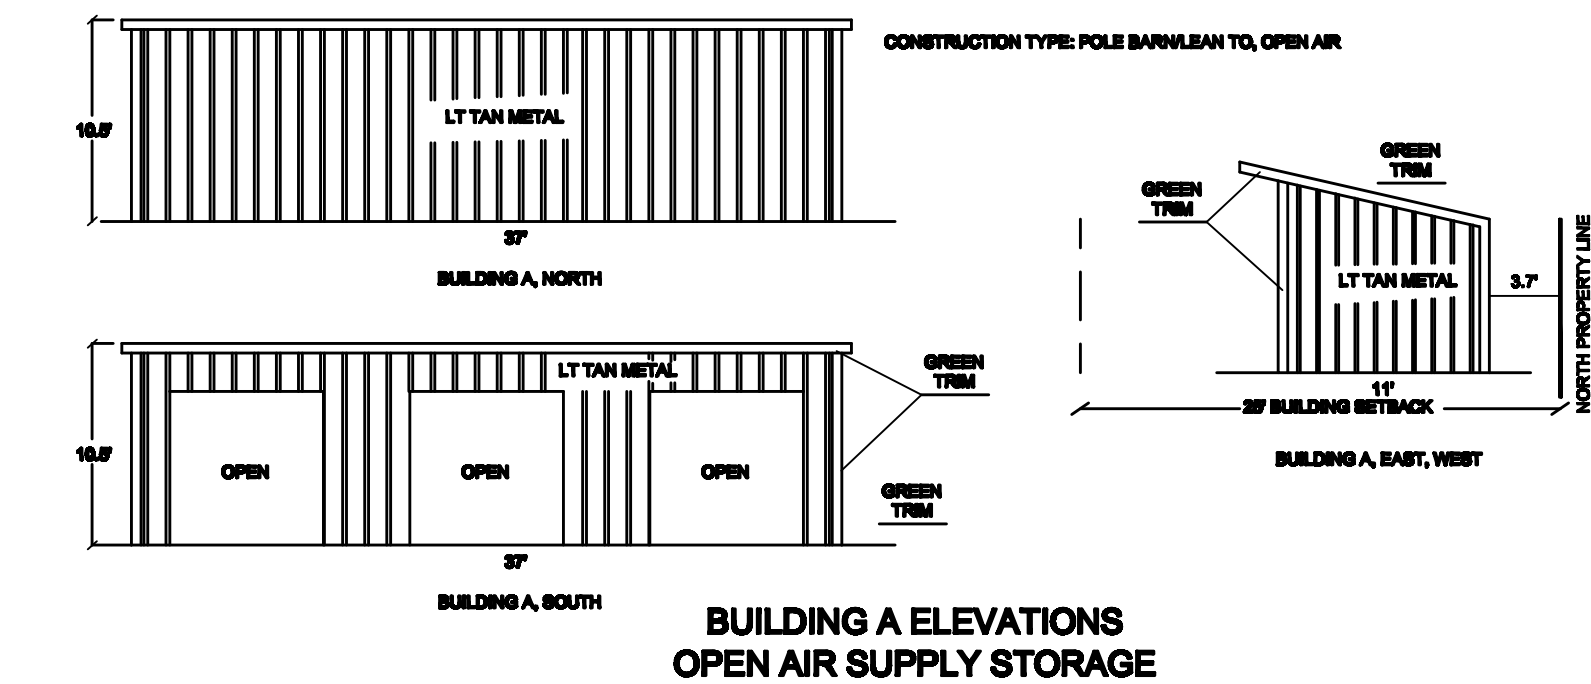 CONSTRUCTION TYPE: POLE BARN/LEAN TO, OPEN AIR
10.5'
LT TAN METAL
37'
BUILDING A, NORTH
GREEN
TRIM
GREEN
TRIM
LT TAN METAL
3.7'
NORTH PROPERTY LINE
11'
25' BUILDING SETBACK
BUILDING A, EAST, WEST
LT TAN METAL
GREEN
TRIM
10.5'
OPEN
OPEN
OPEN
GREEN
TRIM
37'
BUILDING A, SOUTH
BUILDING A ELEVATIONS
OPEN AIR SUPPLY STORAGE